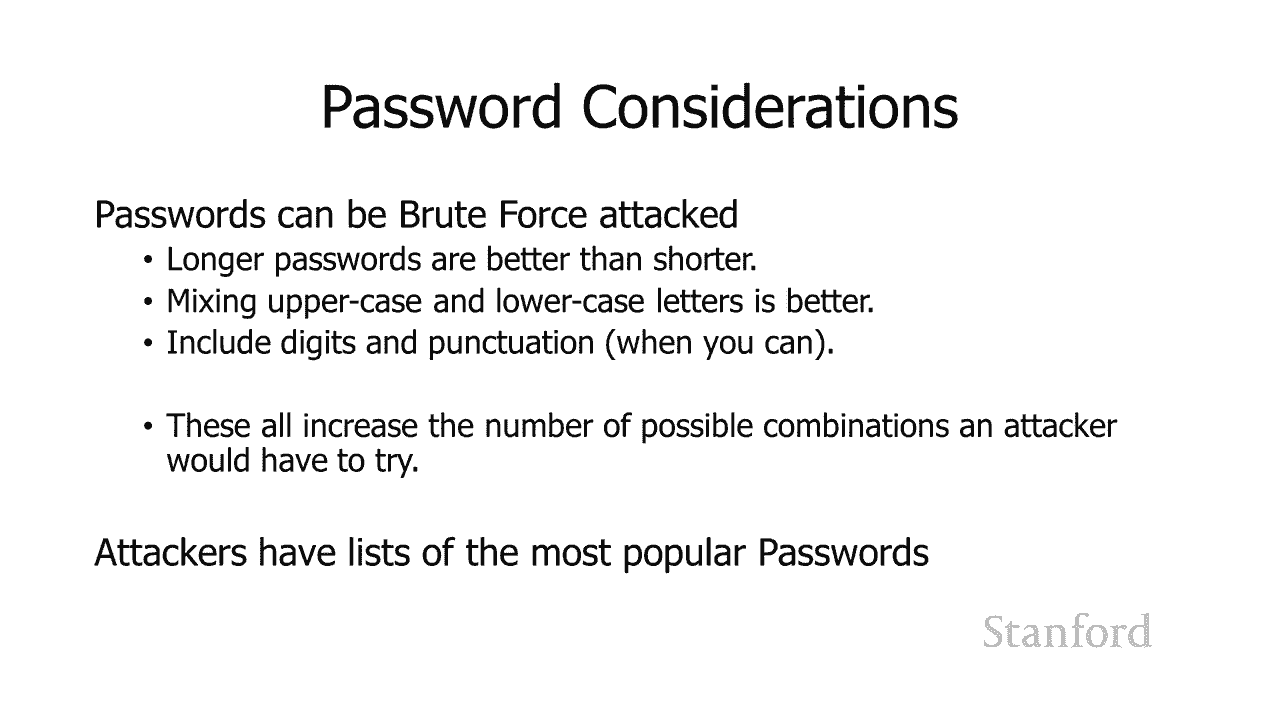 Password Considerations
Passwords can be Brute Force attacked
• Longer passwords are better than shorter.
• Mixing upper-case and lower-case letters is better.
• Include digits and punctuation (when you can).
• These all increase the number of possible combinations an attacker
would have to try.
Attackers have lists of the most popular Passwords
Stanford